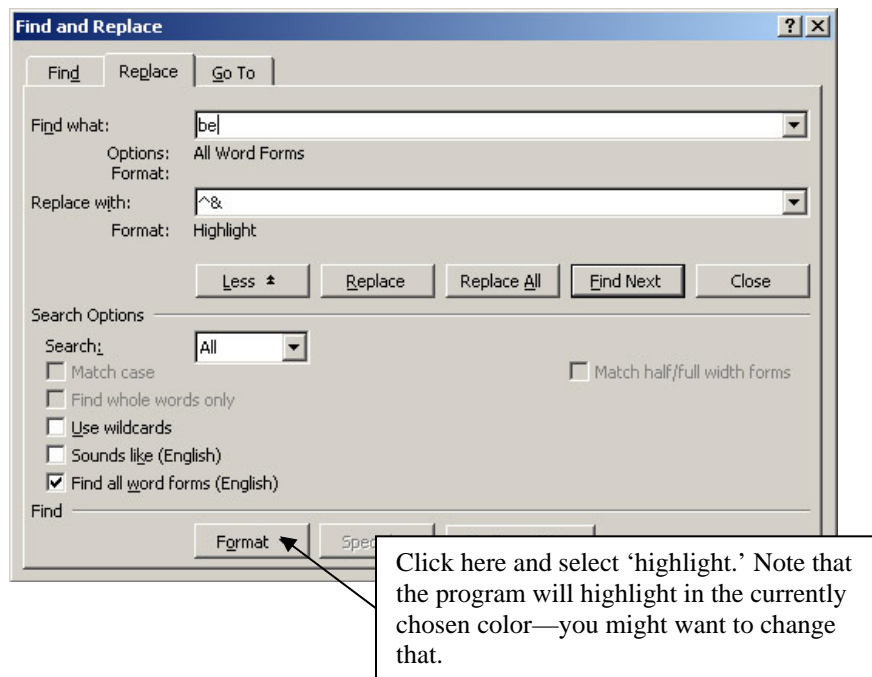 Find and Replace
Find Replace Go To
Find what: be
Options: All Word Forms
Format:
Replace with: ^&
Format: Highlight
Less Replace Replace All Find Next Close
Search Options
Search: All
Match case Match half/full width forms
Find whole words only
Use wildcards
Sounds like (English)
Find all word forms (English)
Find
Format
Click here and select ‘highlight.’ Note that
the program will highlight in the currently
chosen color—you might want to change
that.